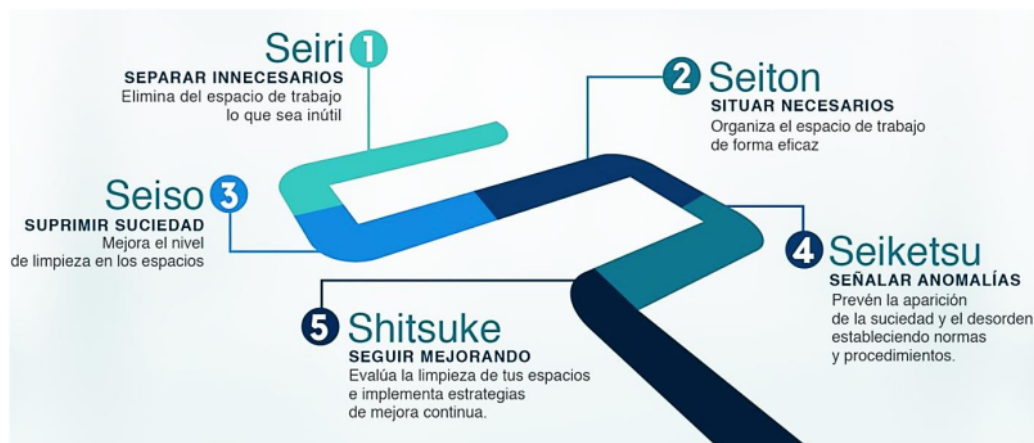 Seiri 1
SEPARAR INNECESARIOS
Elimina del espacio de trabajo
lo que sea inútil
2 Seiton
SITUAR NECESARIOS
Organiza el espacio de trabajo
de forma eficaz
Seiso 3
SUPRIMIR SUCIEDAD
Mejora el nivel
de limpieza en los espacios
4 Seiketsu
SEÑALAR ANOMALÍAS
Prevén la aparición
de la suciedad y el desorden
estableciendo normas
y procedimientos.
5 Shitsuke
SEGUIR MEJORANDO
Evalúa la limpieza de tus espacios
e implementa estrategias
de mejora continua.